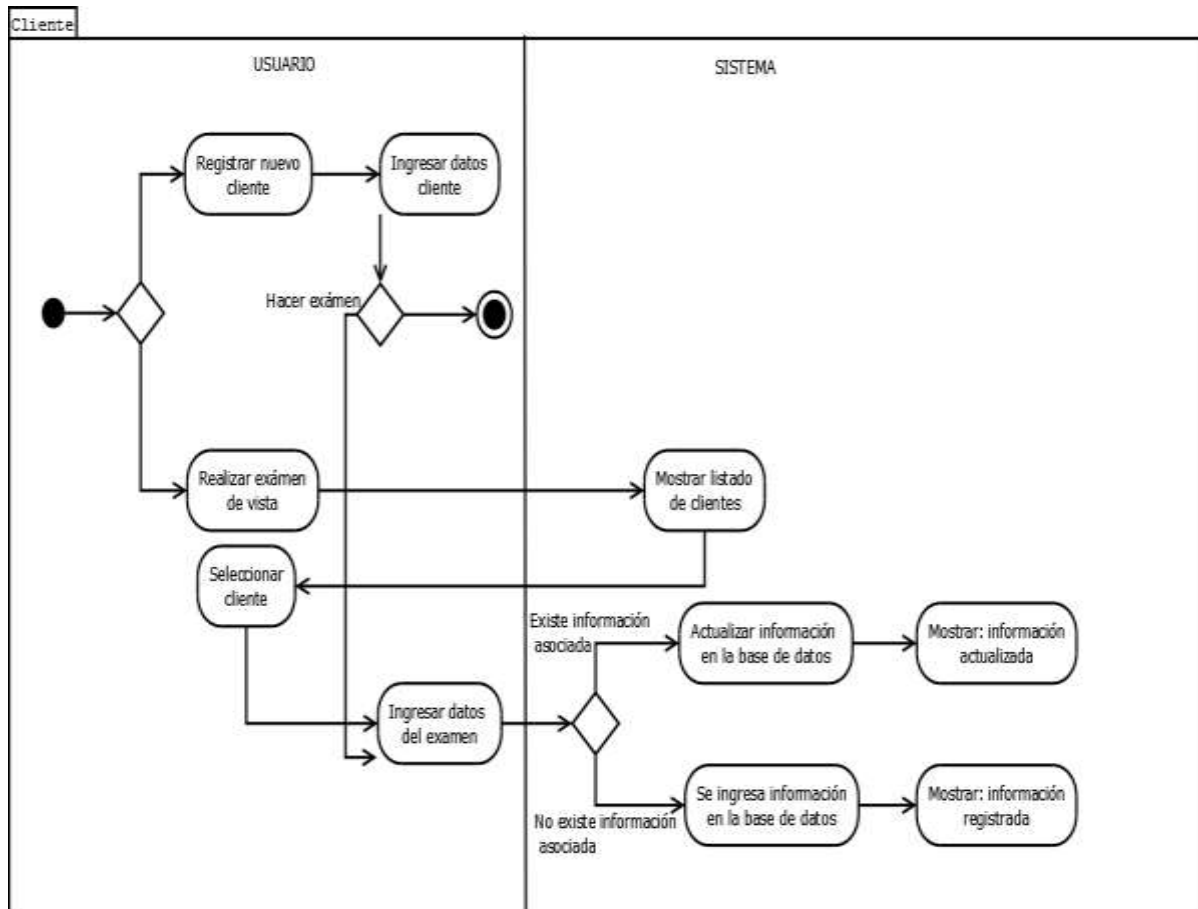 Cliente
USUARIO
SISTEMA
Registrar nuevo
cliente
Ingresar datos
cliente
Hacer exámen
Realizar exámen
de vista
Mostrar listado
de clientes
Seleccionar
cliente
Existe información
asociada
Actualizar información
en la base de datos
Mostrar: información
actualizada
Ingresar datos
del examen
No existe información
asociada
Se ingresa información
en la base de datos
Mostrar: información
registrada